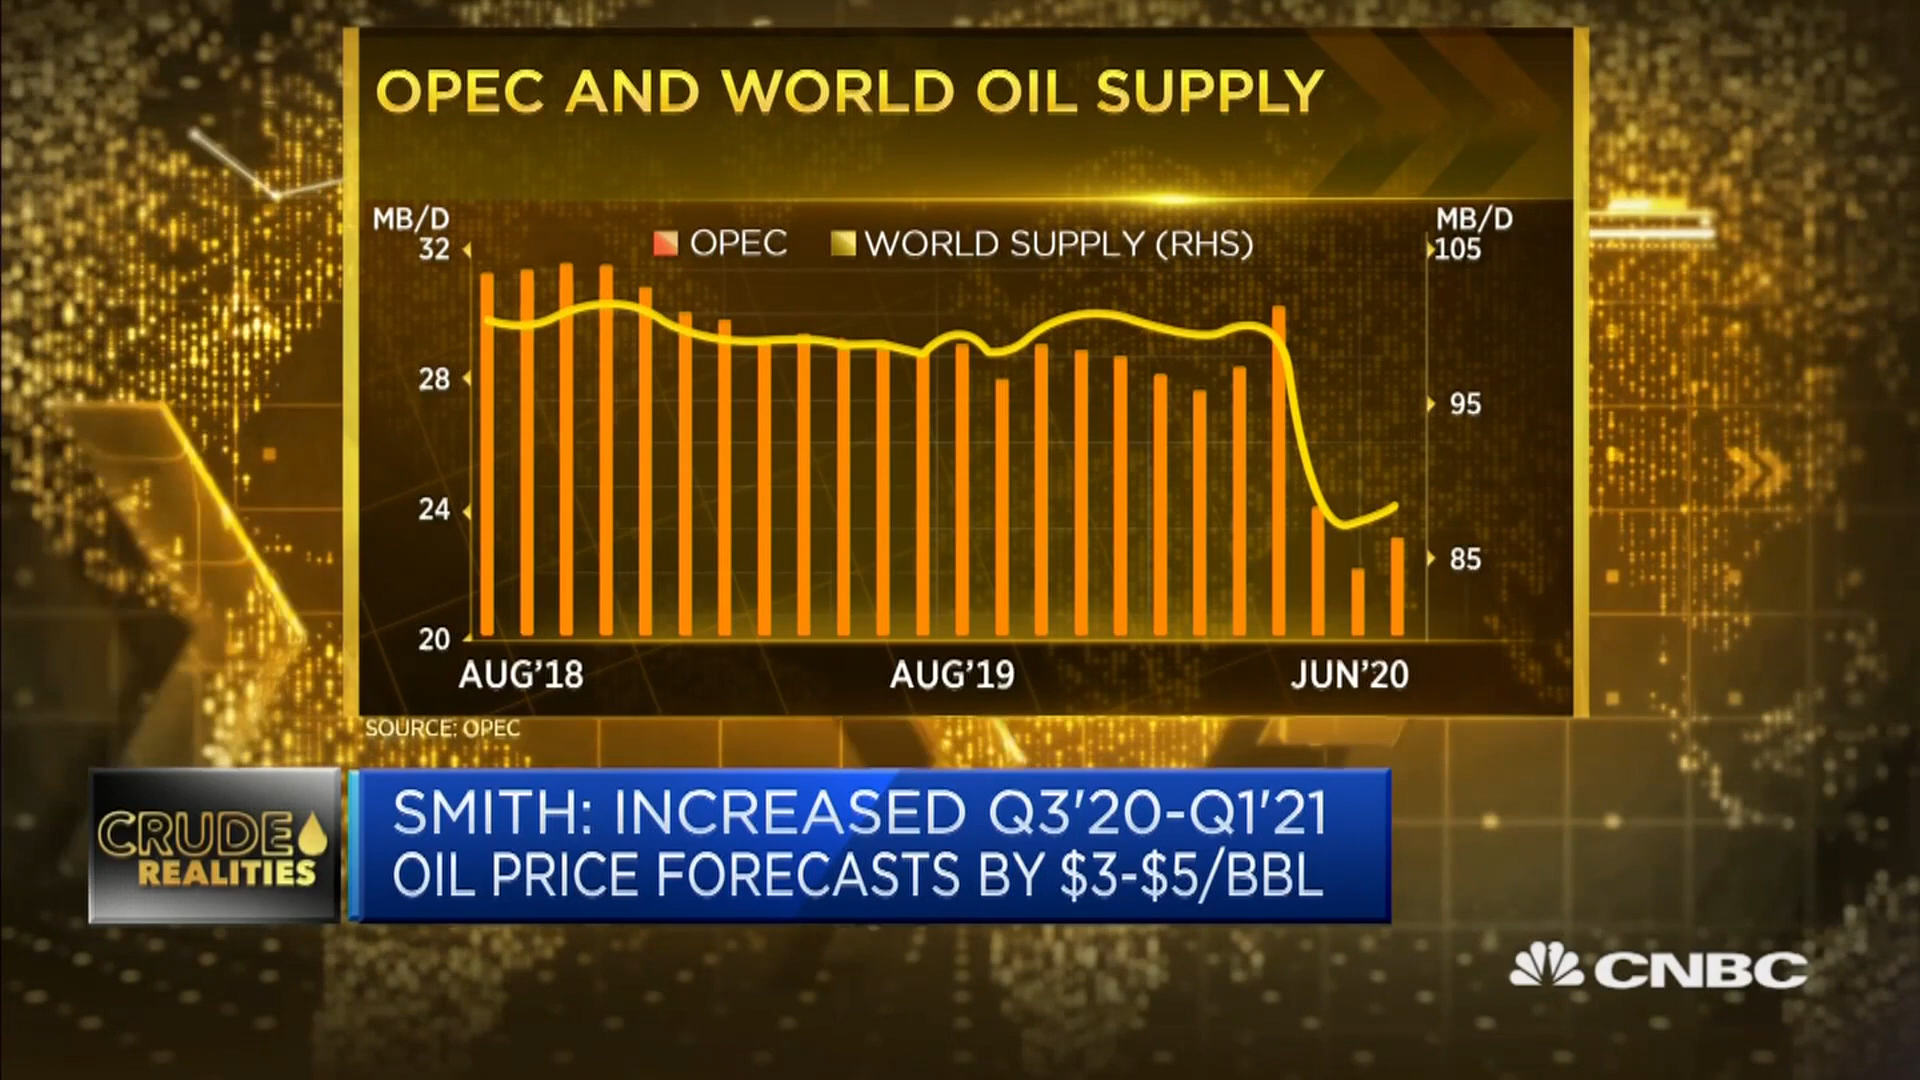 OPEC AND WORLD OIL SUPPLY
MB/D
MB/D
32
OPEC
WORLD SUPPLY (RHS)
105
28
95
24
85
20
AUG'18
AUG'19
JUN'20
SOURCE: OPEC
CRUDE
REALITIES
SMITH: INCREASED Q3'20-Q1'21
OIL PRICE FORECASTS BY $3-$5/BBL
CNBC